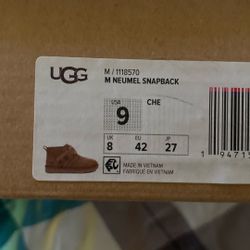 UGG
M / 1118570
M NEUMEL SNAPBACK
USA
9
CHE
UK
8
EU
42
JP
27
MADE IN VIETNAM
FABRIQUÉ EN VIETNAM
1 9471